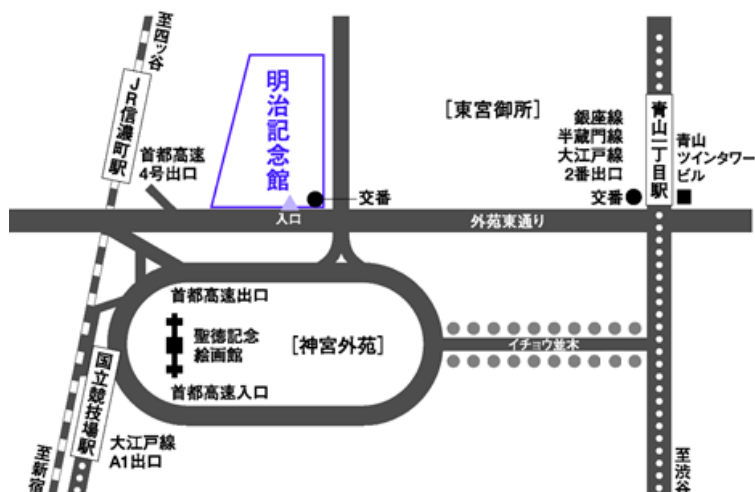 至四ッ谷
JR信濃町駅
首都高速
4号出口
明治記念館
入口
交番
[東宮御所]
銀座線
半蔵門線
大江戸線
2番出口
交番
青山一丁目駅
青山
ツインタワー
ビル
外苑東通り
首都高速出口
聖徳記念
絵画館
[神宮外苑]
首都高速入口
イチョウ並木
国立競技場駅
大江戸線
A1出口
至新宿
至渋谷